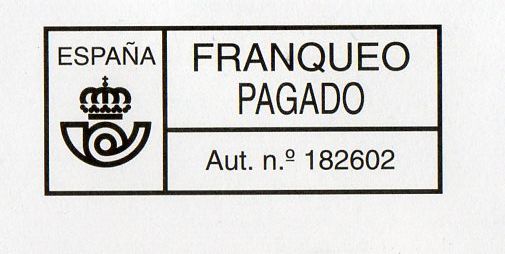 ESPAÑA
FRANQUEO
PAGADO
Aut. n.º 182602